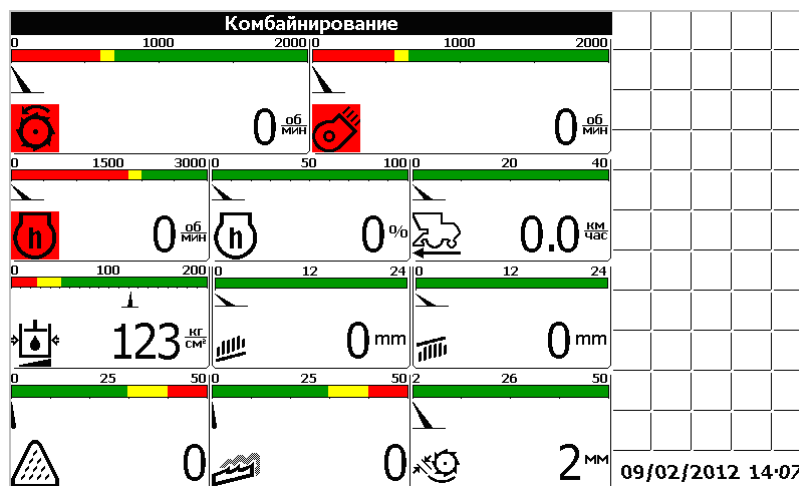 Комбайнирование
0 1000 2000 0 1000 2000
0 об/мин 0 об/мин
0 1500 3000 0 50 100 0 20 40
h 0 об/мин h 0 % 0.0 км/час
0 100 200 0 12 24 0 12 24
123 кг/см² 0 mm 0 mm
0 25 50 0 25 50 2 26 50
0 0 2 мм
09/02/2012 14:07